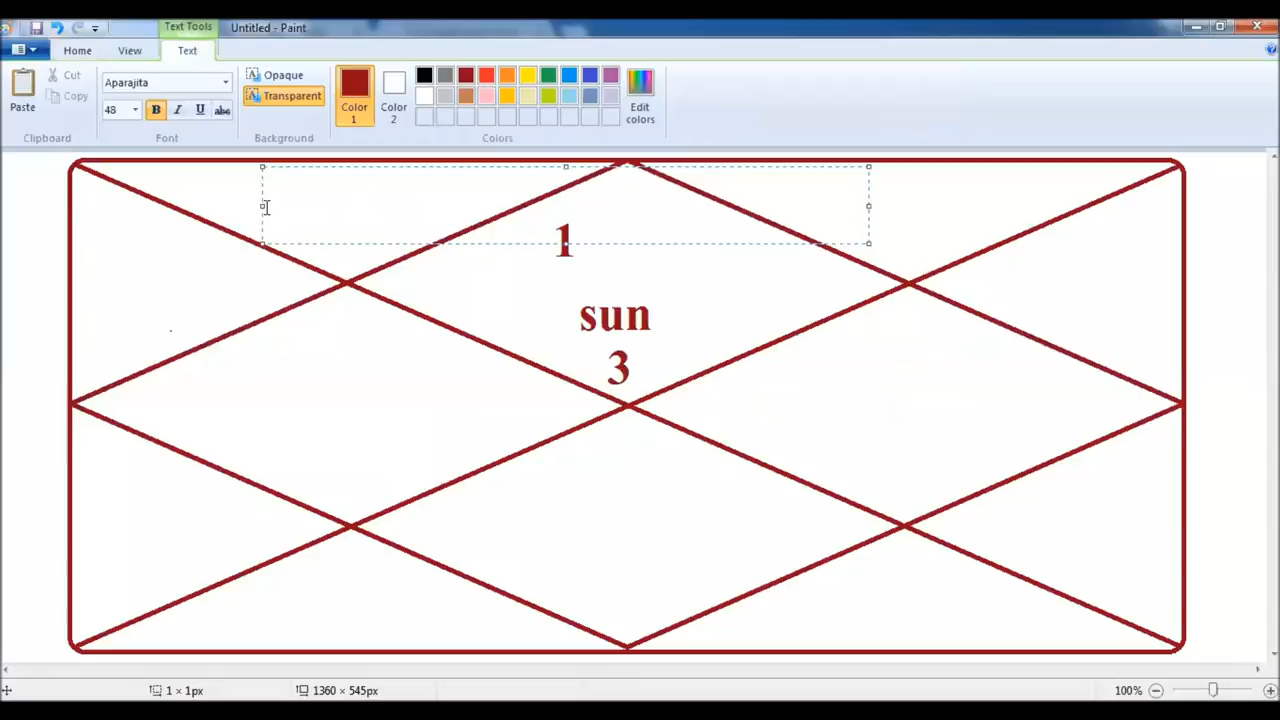 Text Tools
Untitled - Paint
Home
View
Text
Paste
Cut
Copy
Clipboard
Aparajita
48
B
I
U
abc
Font
Opaque
Transparent
Background
Color
1
Color
2
Edit
colors
Colors
1
sun
3
1 × 1px
1360 × 545px
100%